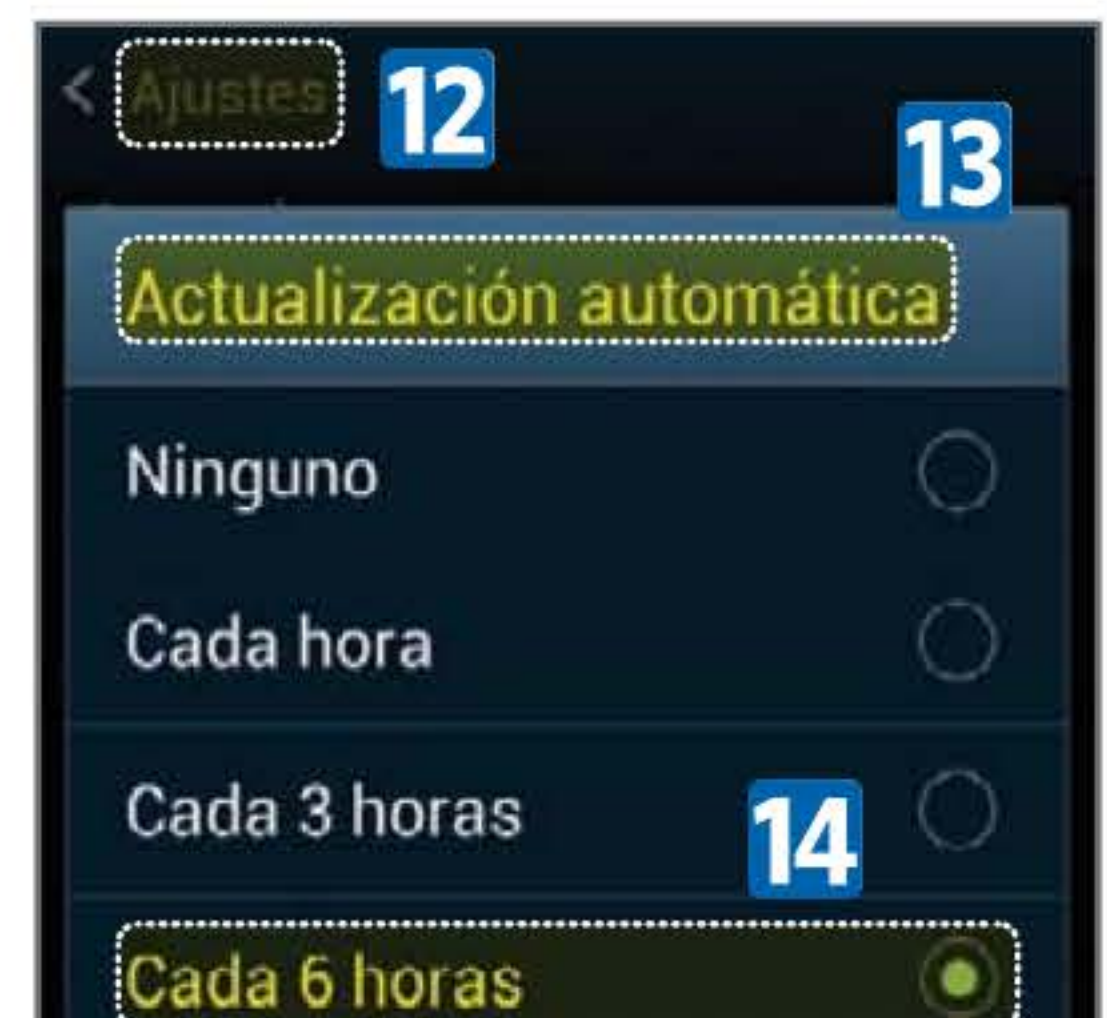 Ajustes 12
13
Actualización automática
Ninguno
Cada hora
Cada 3 horas
14
Cada 6 horas